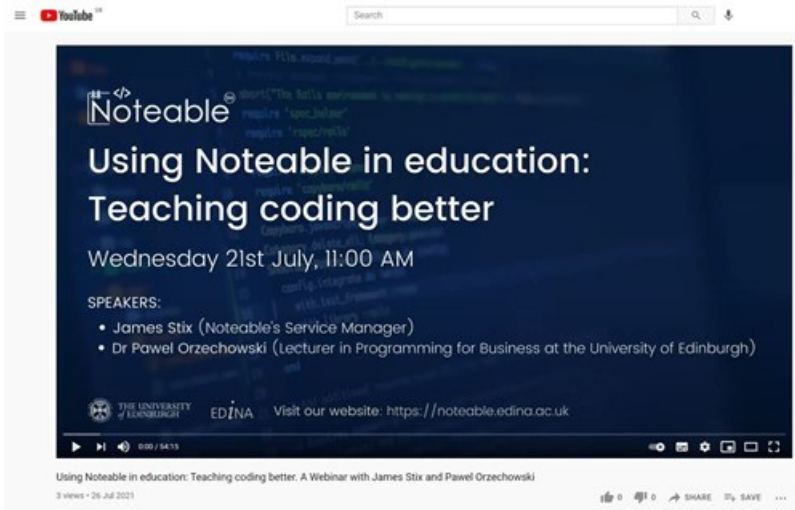 YouTube GB
Search
</>
Noteable
Using Noteable in education:
Teaching coding better
Wednesday 21st July, 11:00 AM
SPEAKERS:
• James Stix (Noteable's Service Manager)
• Dr Pawel Orzechowski (Lecturer in Programming for Business at the University of Edinburgh)
THE UNIVERSITY
of EDINBURGH
EDINA Visit our website: https://noteable.edina.ac.uk
0:00 / 54:15
Using Noteable in education: Teaching coding better. A Webinar with James Stix and Pawel Orzechowski
3 views • 26 Jul 2021
0 0 SHARE SAVE ...